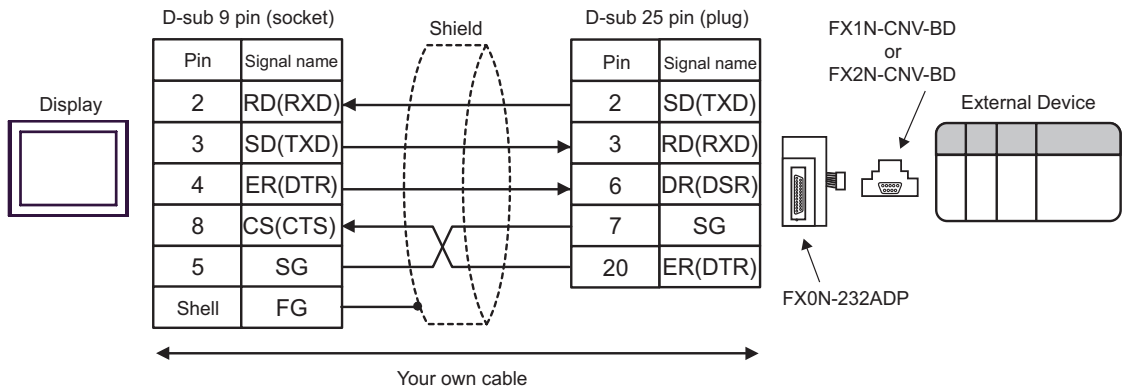 D-sub 9 pin (socket)
Shield
D-sub 25 pin (plug)
FX1N-CNV-BD
or
FX2N-CNV-BD
Display
External Device
Pin Signal name
2 RD(RXD)
3 SD(TXD)
4 ER(DTR)
8 CS(CTS)
5 SG
Shell FG
Pin Signal name
2 SD(TXD)
3 RD(RXD)
6 DR(DSR)
7 SG
20 ER(DTR)
FX0N-232ADP
Your own cable